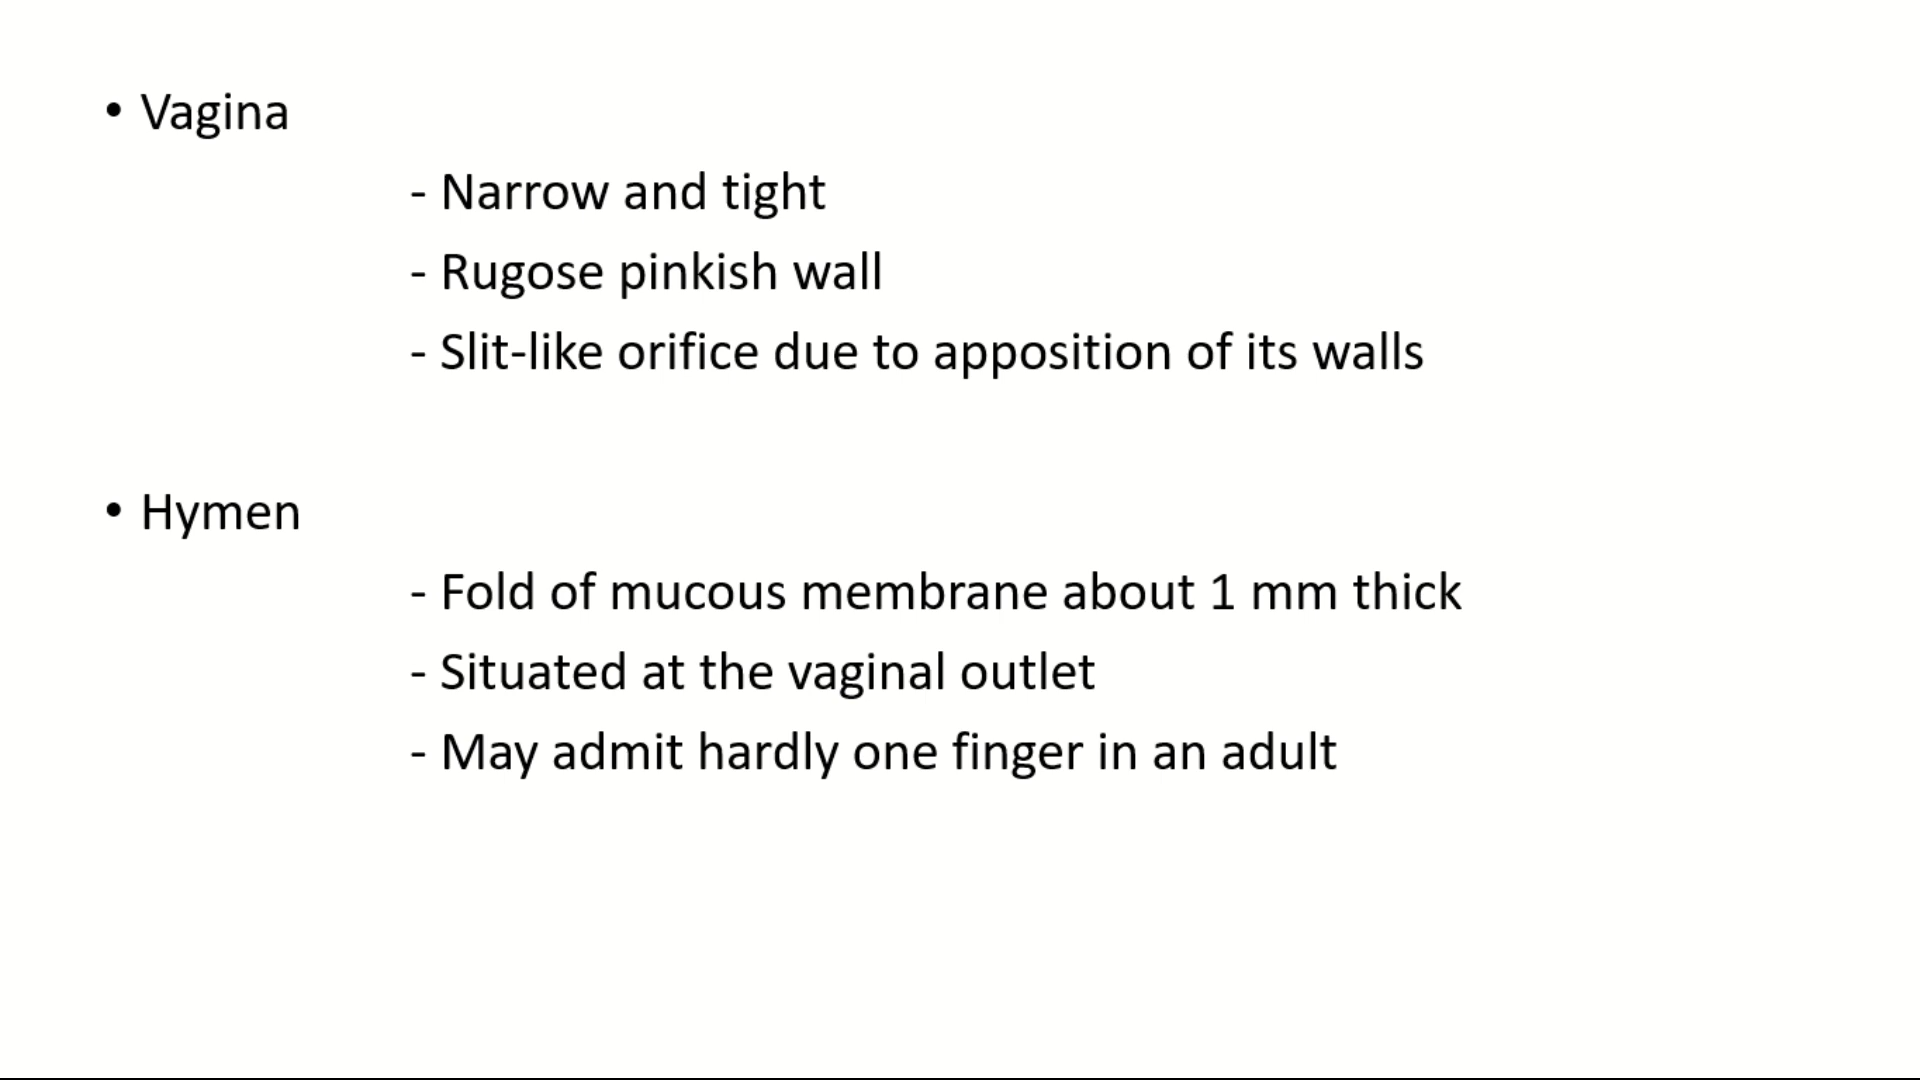 • Vagina
- Narrow and tight
- Rugose pinkish wall
- Slit-like orifice due to apposition of its walls
• Hymen
- Fold of mucous membrane about 1 mm thick
- Situated at the vaginal outlet
- May admit hardly one finger in an adult